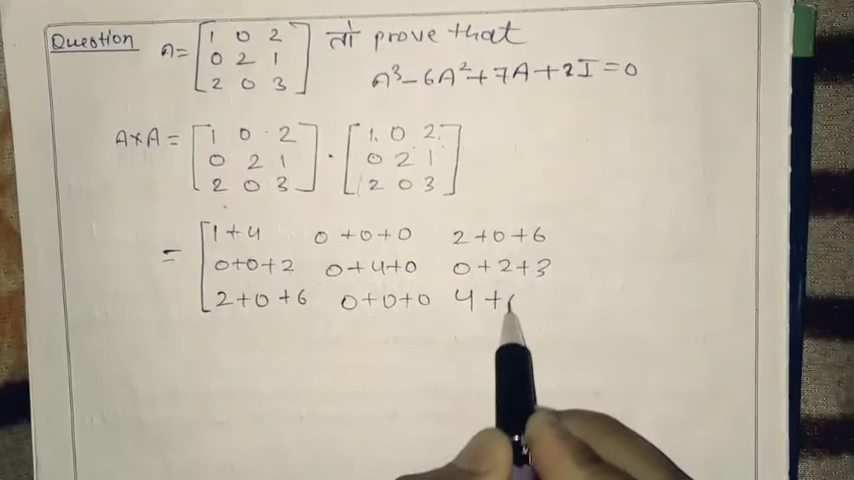 Question A= [1 0 2 तो prove that
0 2 1
2 0 3]
A³-6A²+7A+2I=0
A×A= [1 0 2 . [1 0 2
0 2 1 0 2 1
2 0 3] 2 0 3]
= [1+4 0+0+0 2+0+6
0+0+2 0+4+0 0+2+3
2+0+6 0+0+0 4+